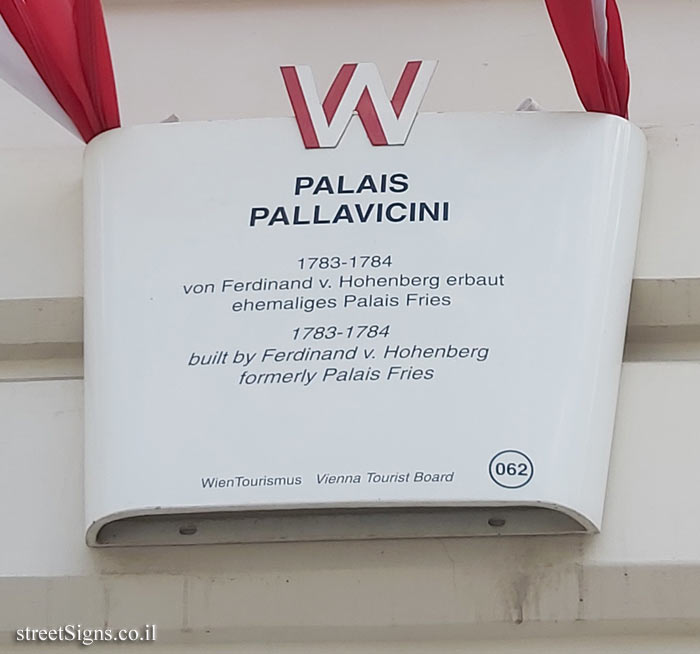 W
PALAIS
PALLAVICINI
1783-1784
von Ferdinand v. Hohenberg erbaut
ehemaliges Palais Fries
1783-1784
built by Ferdinand v. Hohenberg
formerly Palais Fries
WienTourismus Vienna Tourist Board 062
streetSigns.co.il